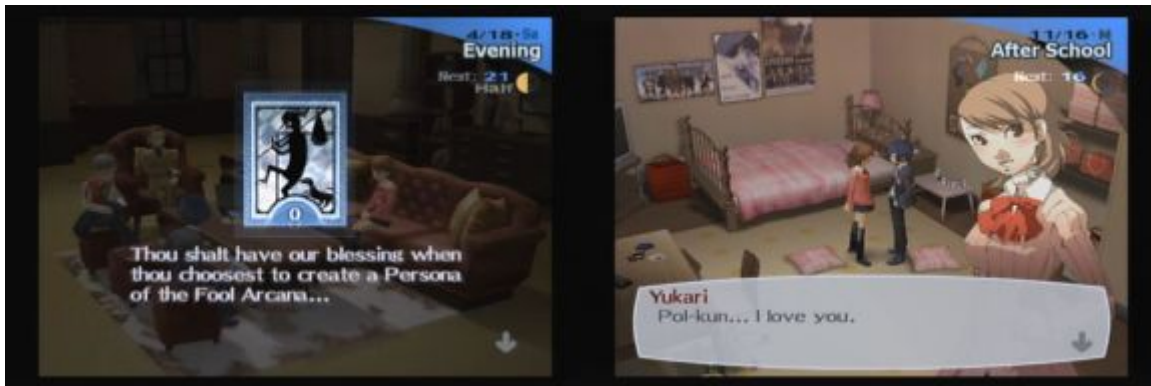 4/18 · Sa
Evening
Next: 21
Half
0
Thou shalt have our blessing when
thou choosest to create a Persona
of the Fool Arcana...
11/16 · M
After School
Next: 16
Yukari
Pol-kun... I love you.